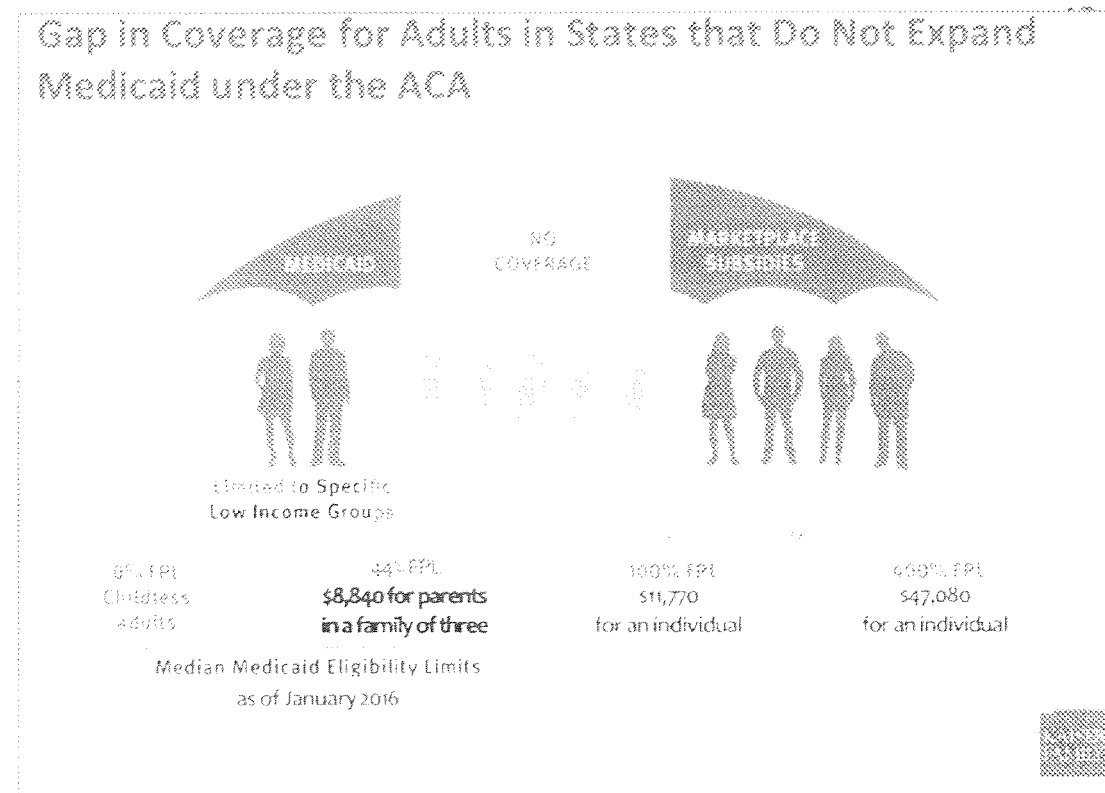 Gap in Coverage for Adults in States that Do Not Expand
Medicaid under the ACA
MEDICAID
NO
COVERAGE
MARKETPLACE
SUBSIDIES
Limited to Specific
Low Income Groups
0% FPL
Childless
adults
44% FPL
$8,840 for parents
in a family of three
100% FPL
$11,770
for an individual
400% FPL
$47,080
for an individual
Median Medicaid Eligibility Limits
as of January 2016